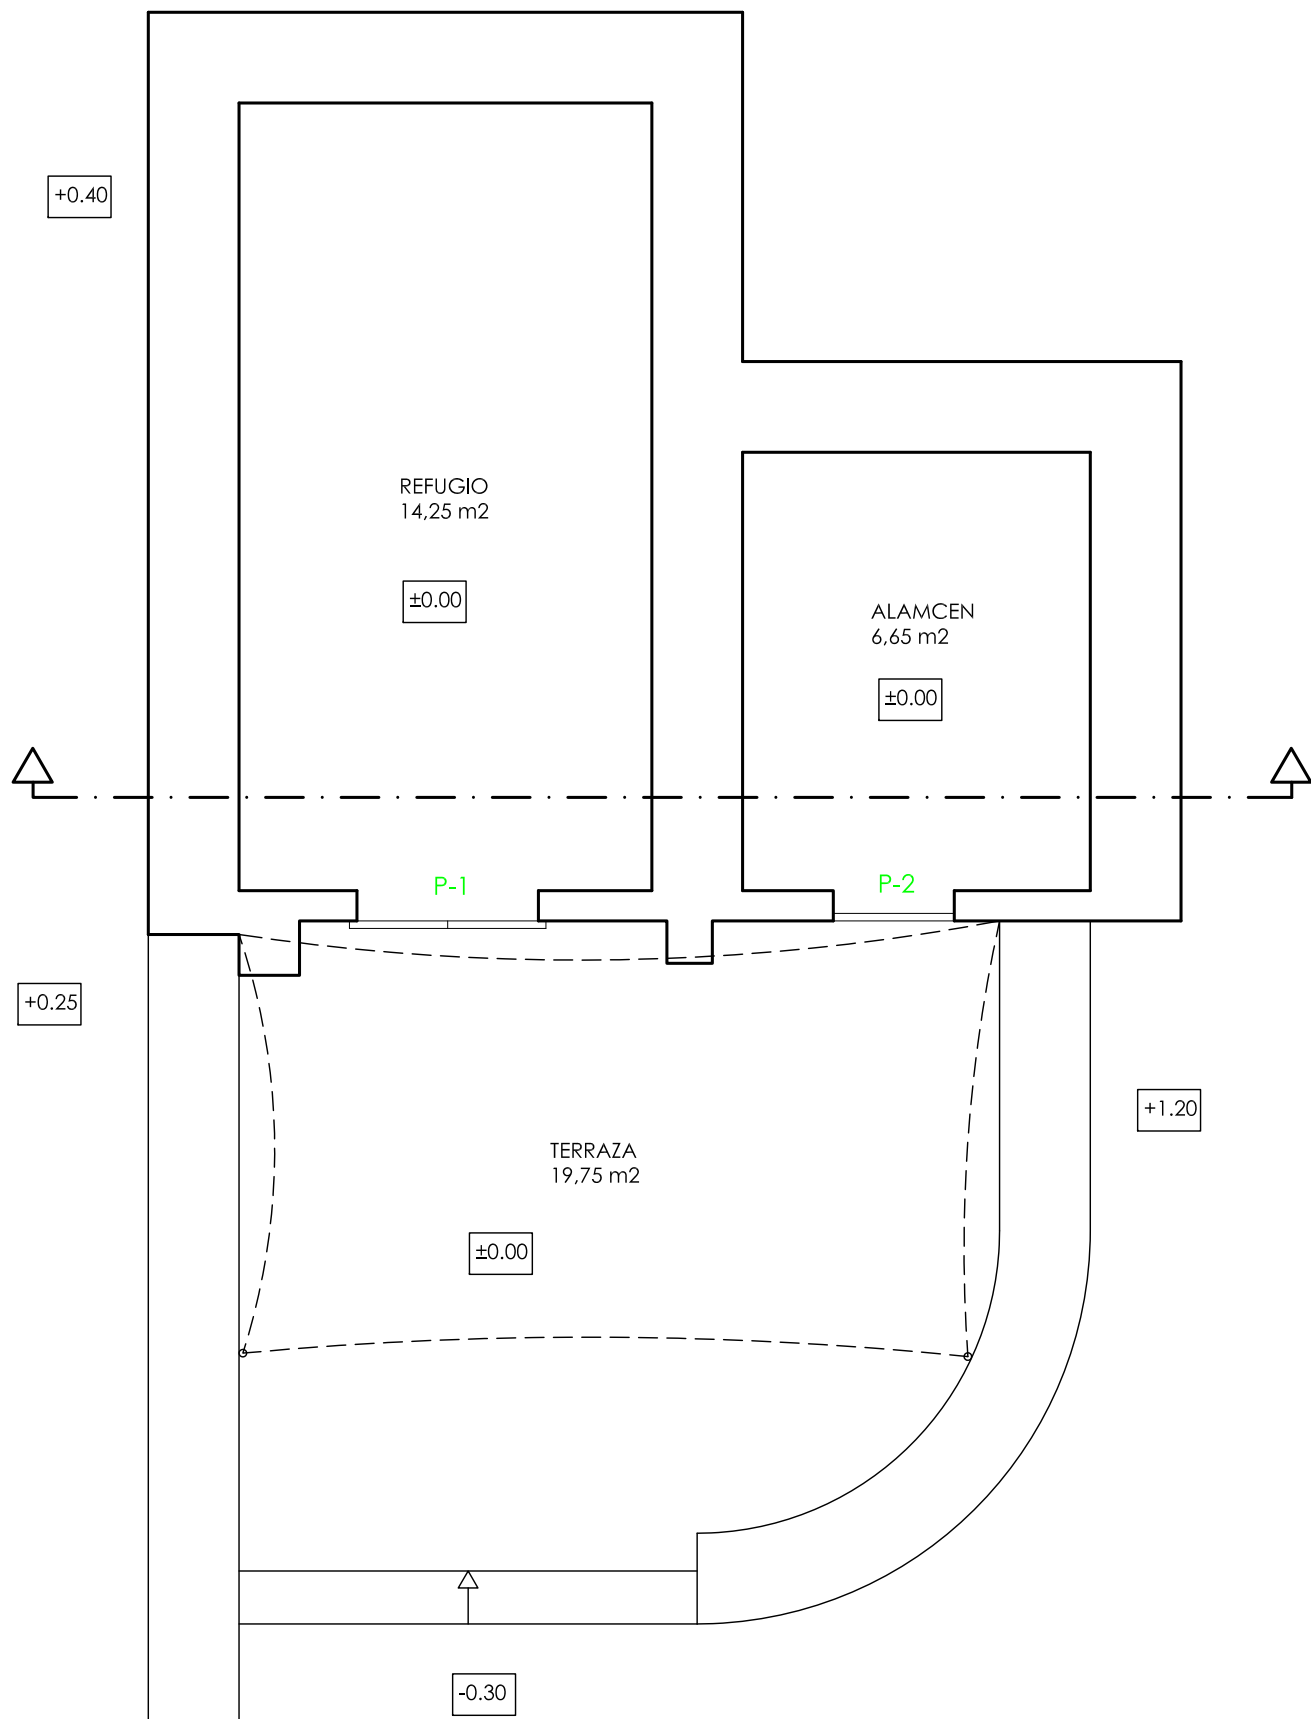 +0.40
REFUGIO
14,25 m2
±0.00
ALAMCEN
6,65 m2
±0.00
P-1
P-2
+0.25
+1.20
TERRAZA
19,75 m2
±0.00
-0.30